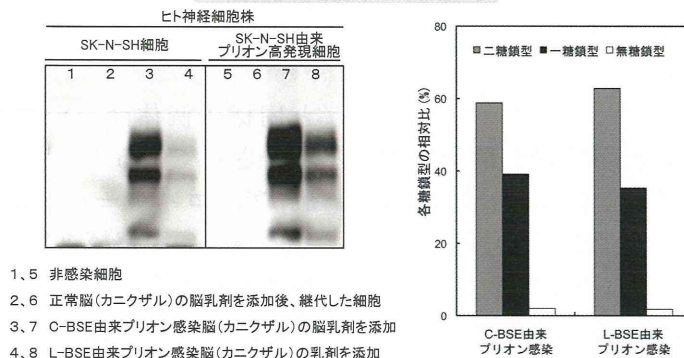 ヒト神経細胞株
SK-N-SH細胞
SK-N-SH由来
プリオン高発現細胞
1 2 3 4 5 6 7 8
1、5 非感染細胞
2、6 正常脳(カニクザル)の脳乳剤を添加後、継代した細胞
3、7 C-BSE由来プリオン感染脳(カニクザル)の脳乳剤を添加
4、8 L-BSE由来プリオン感染脳(カニクザル)の乳剤を添加
各糖鎖型の相対比(%)
80
60
40
20
0
二糖鎖型 一糖鎖型 無糖鎖型
C-BSE由来
プリオン感染
L-BSE由来
プリオン感染